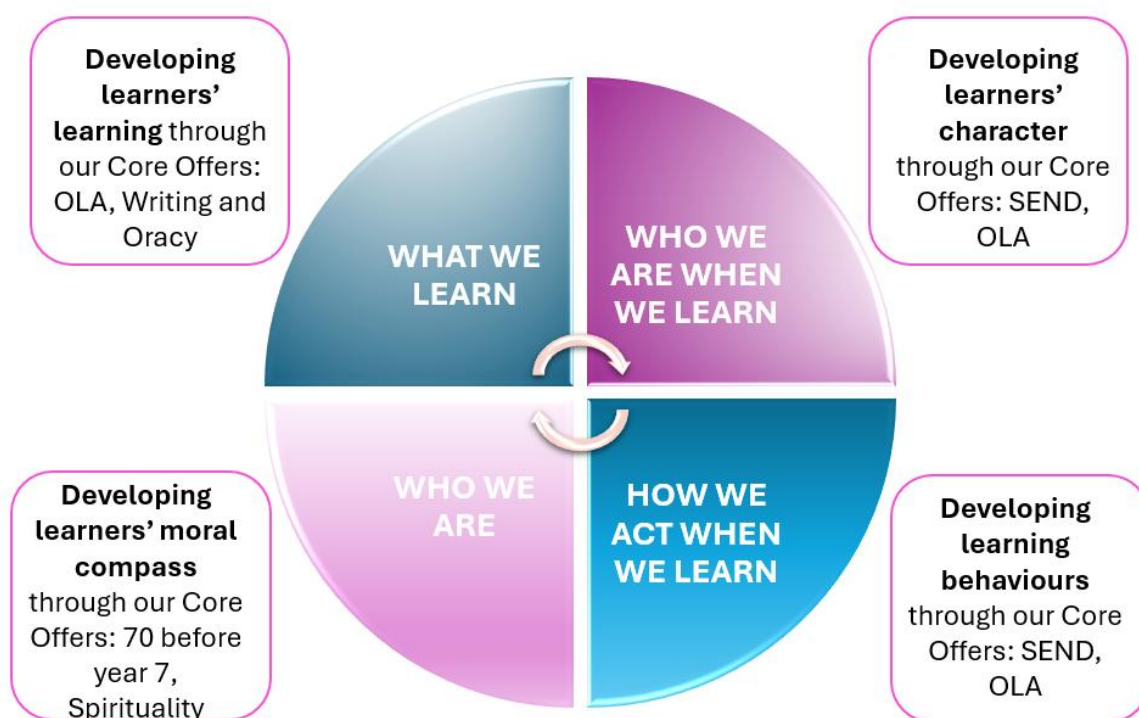 Developing
learners’
learning through
our Core Offers:
OLA, Writing and
Oracy
Developing
learners’
character
through our Core
Offers: SEND,
OLA
WHAT WE
LEARN
WHO WE
ARE WHEN
WE LEARN
WHO WE
ARE
HOW WE
ACT WHEN
WE LEARN
Developing
learners’ moral
compass
through our Core
Offers: 70 before
year 7,
Spirituality
Developing
learning
behaviours
through our Core
Offers: SEND,
OLA